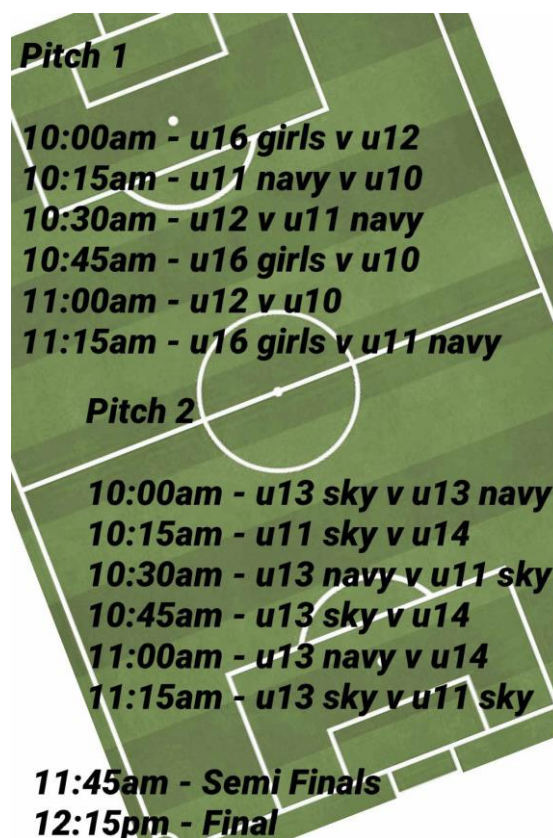 Pitch 1
10:00am - u16 girls v u12
10:15am - u11 navy v u10
10:30am - u12 v u11 navy
10:45am - u16 girls v u10
11:00am - u12 v u10
11:15am - u16 girls v u11 navy
Pitch 2
10:00am - u13 sky v u13 navy
10:15am - u11 sky v u14
10:30am - u13 navy v u11 sky
10:45am - u13 sky v u14
11:00am - u13 navy v u14
11:15am - u13 sky v u11 sky
11:45am - Semi Finals
12:15pm - Final